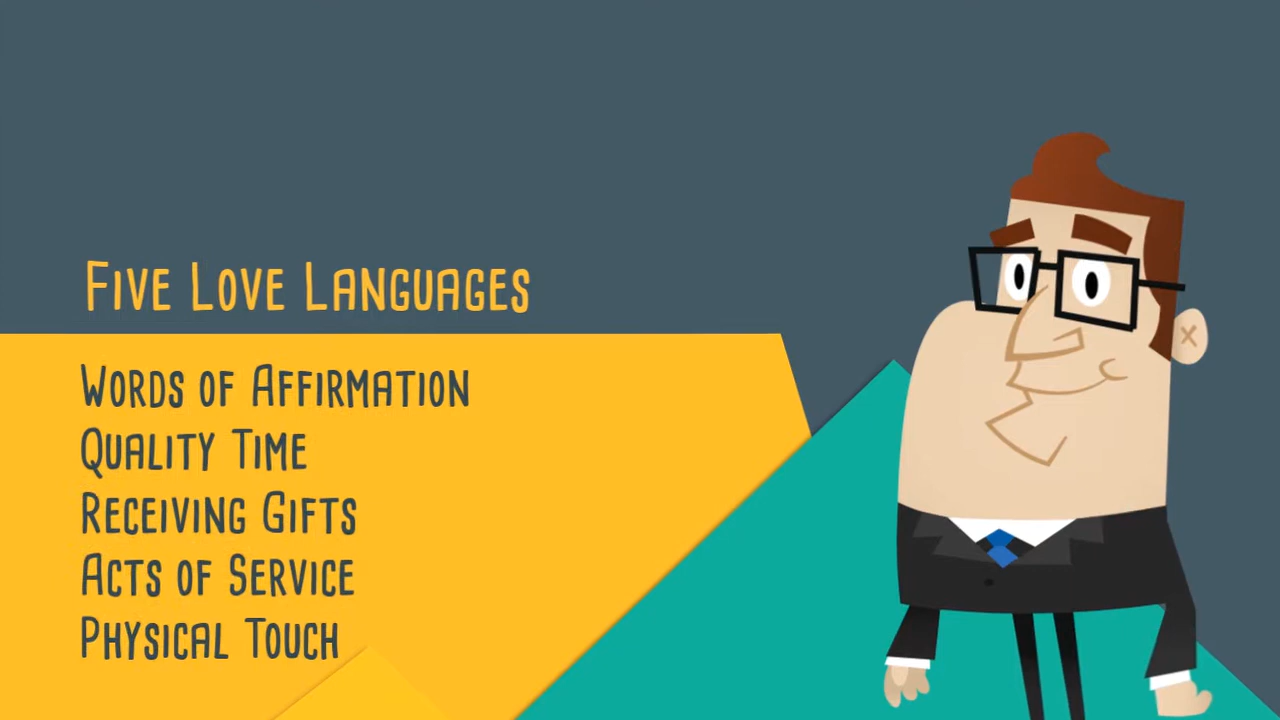 Five Love Languages
Words of Affirmation
Quality Time
Receiving Gifts
Acts of Service
Physical Touch